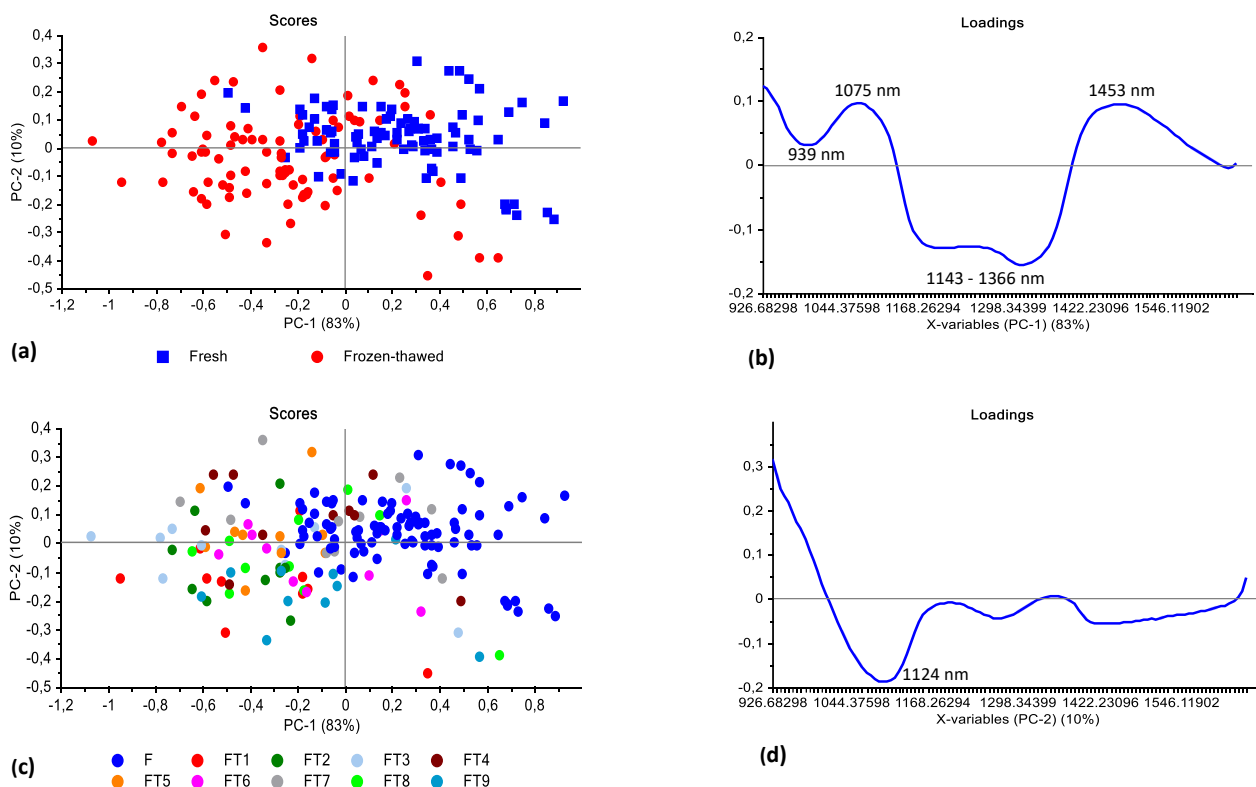 Scores
0,4
0,3
0,2
0,1
0
-0,1
-0,2
-0,3
-0,4
-0,5
PC-2 (10%)
-1,2 -1 -0,8 -0,6 -0,4 -0,2 0 0,2 0,4 0,6 0,8
PC-1 (83%)
(a)
Fresh Frozen-thawed
Loadings
0,2
0,1
0
-0,1
-0,2
1075 nm
1453 nm
939 nm
1143 - 1366 nm
926.68298 1044.37598 1168.26294 1298.34399 1422.23096 1546.11902
X-variables (PC-1) (83%)
(b)
Scores
0,4
0,3
0,2
0,1
0
-0,1
-0,2
-0,3
-0,4
-0,5
PC-2 (10%)
-1,2 -1 -0,8 -0,6 -0,4 -0,2 0 0,2 0,4 0,6 0,8
PC-1 (83%)
(c)
F FT1 FT2 FT3 FT4
FT5 FT6 FT7 FT8 FT9
Loadings
0,3
0,2
0,1
0
-0,1
-0,2
1124 nm
926.68298 1044.37598 1168.26294 1298.34399 1422.23096 1546.11902
X-variables (PC-2) (10%)
(d)